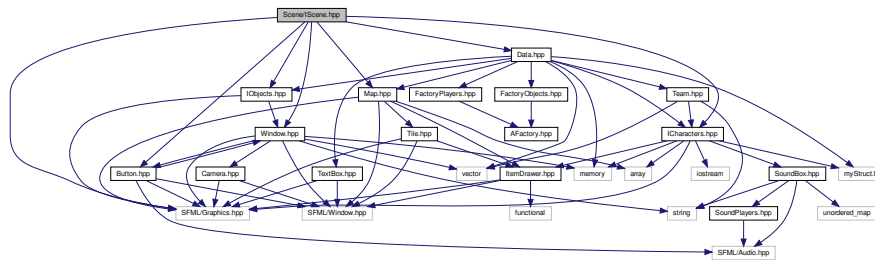 Scene/IScene.hpp
Data.hpp
IObjects.hpp
Map.hpp
FactoryPlayers.hpp
FactoryObjects.hpp
Team.hpp
Window.hpp
Tile.hpp
AFactory.hpp
ICharacters.hpp
Button.hpp
Camera.hpp
TextBox.hpp
vector
ItemDrawer.hpp
memory
array
iostream
SoundBox.hpp
myStruct.h
SFML/Graphics.hpp
SFML/Window.hpp
functional
string
SoundPlayers.hpp
unordered_map
SFML/Audio.hpp